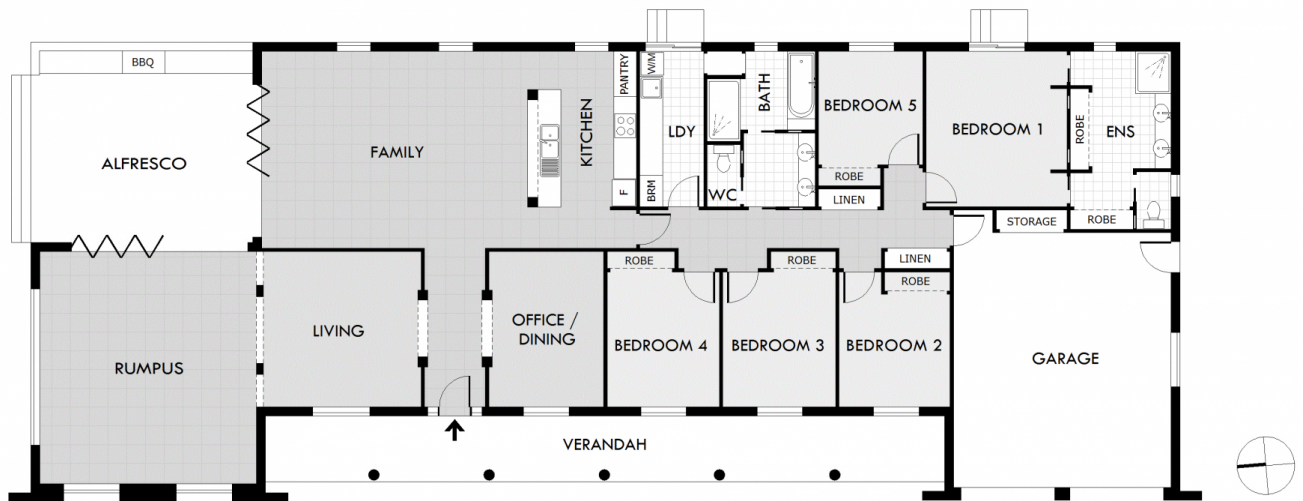 BBQ
ALFRESCO
FAMILY
KITCHEN
PANTRY
F
W/M
LDY
BRM
BATH
WC
BEDROOM 5
ROBE
LINEN
BEDROOM 1
ROBE
ENS
ROBE
STORAGE
LINEN
ROBE
ROBE
ROBE
RUMPUS
LIVING
OFFICE /
DINING
BEDROOM 4
BEDROOM 3
BEDROOM 2
GARAGE
VERANDAH